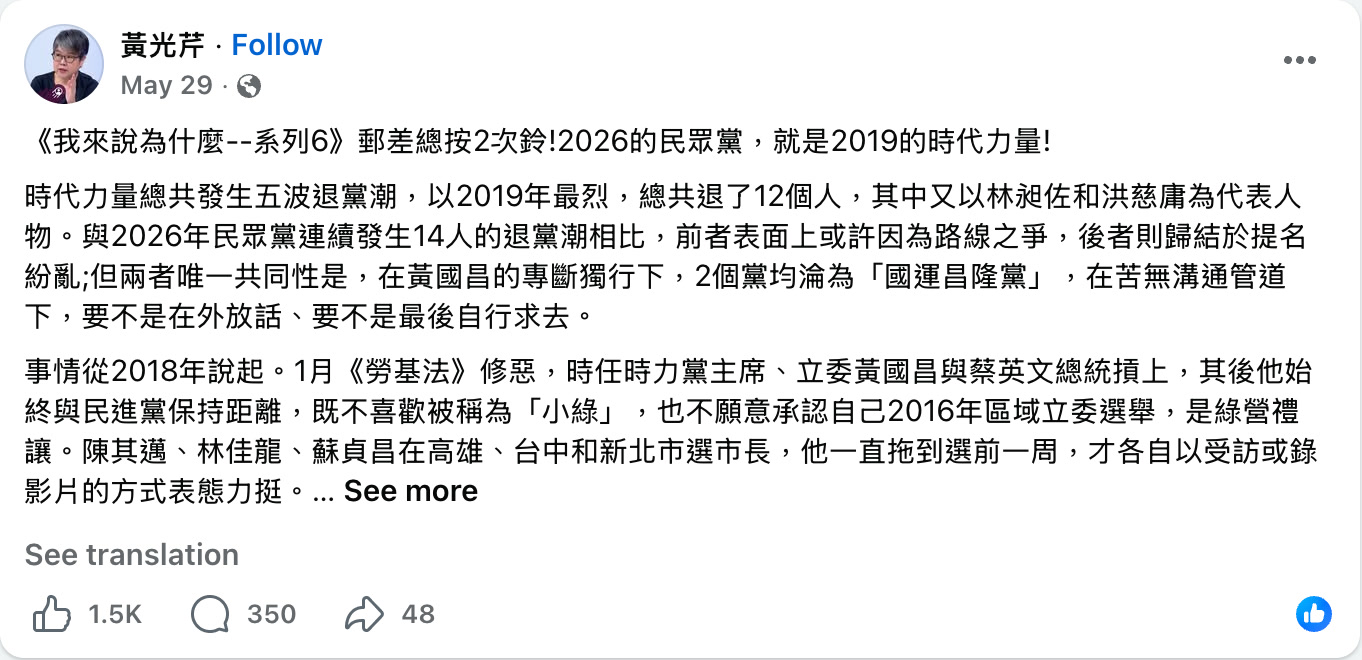 黃光芹 · Follow
May 29 ·
《我來說為什麼--系列6》郵差總按2次鈴!2026的民眾黨，就是2019的時代力量!
時代力量總共發生五波退黨潮，以2019年最烈，總共退了12個人，其中又以林昶佐和洪慈庸為代表人
物。與2026年民眾黨連續發生14人的退黨潮相比，前者表面上或許因為路線之爭，後者則歸結於提名
紛亂;但兩者唯一共同性是，在黃國昌的專斷獨行下，2個黨均淪為「國運昌隆黨」，在苦無溝通管道
下，要不是在外放話、要不是最後自行求去。
事情從2018年說起。1月《勞基法》修惡，時任時力黨主席、立委黃國昌與蔡英文總統摃上，其後他始
終與民進黨保持距離，既不喜歡被稱為「小綠」，也不願意承認自己2016年區域立委選舉，是綠營禮
讓。陳其邁、林佳龍、蘇貞昌在高雄、台中和新北市選市長，他一直拖到選前一周，才各自以受訪或錄
影片的方式表態力挺。... See more
See translation
1.5K 350 48